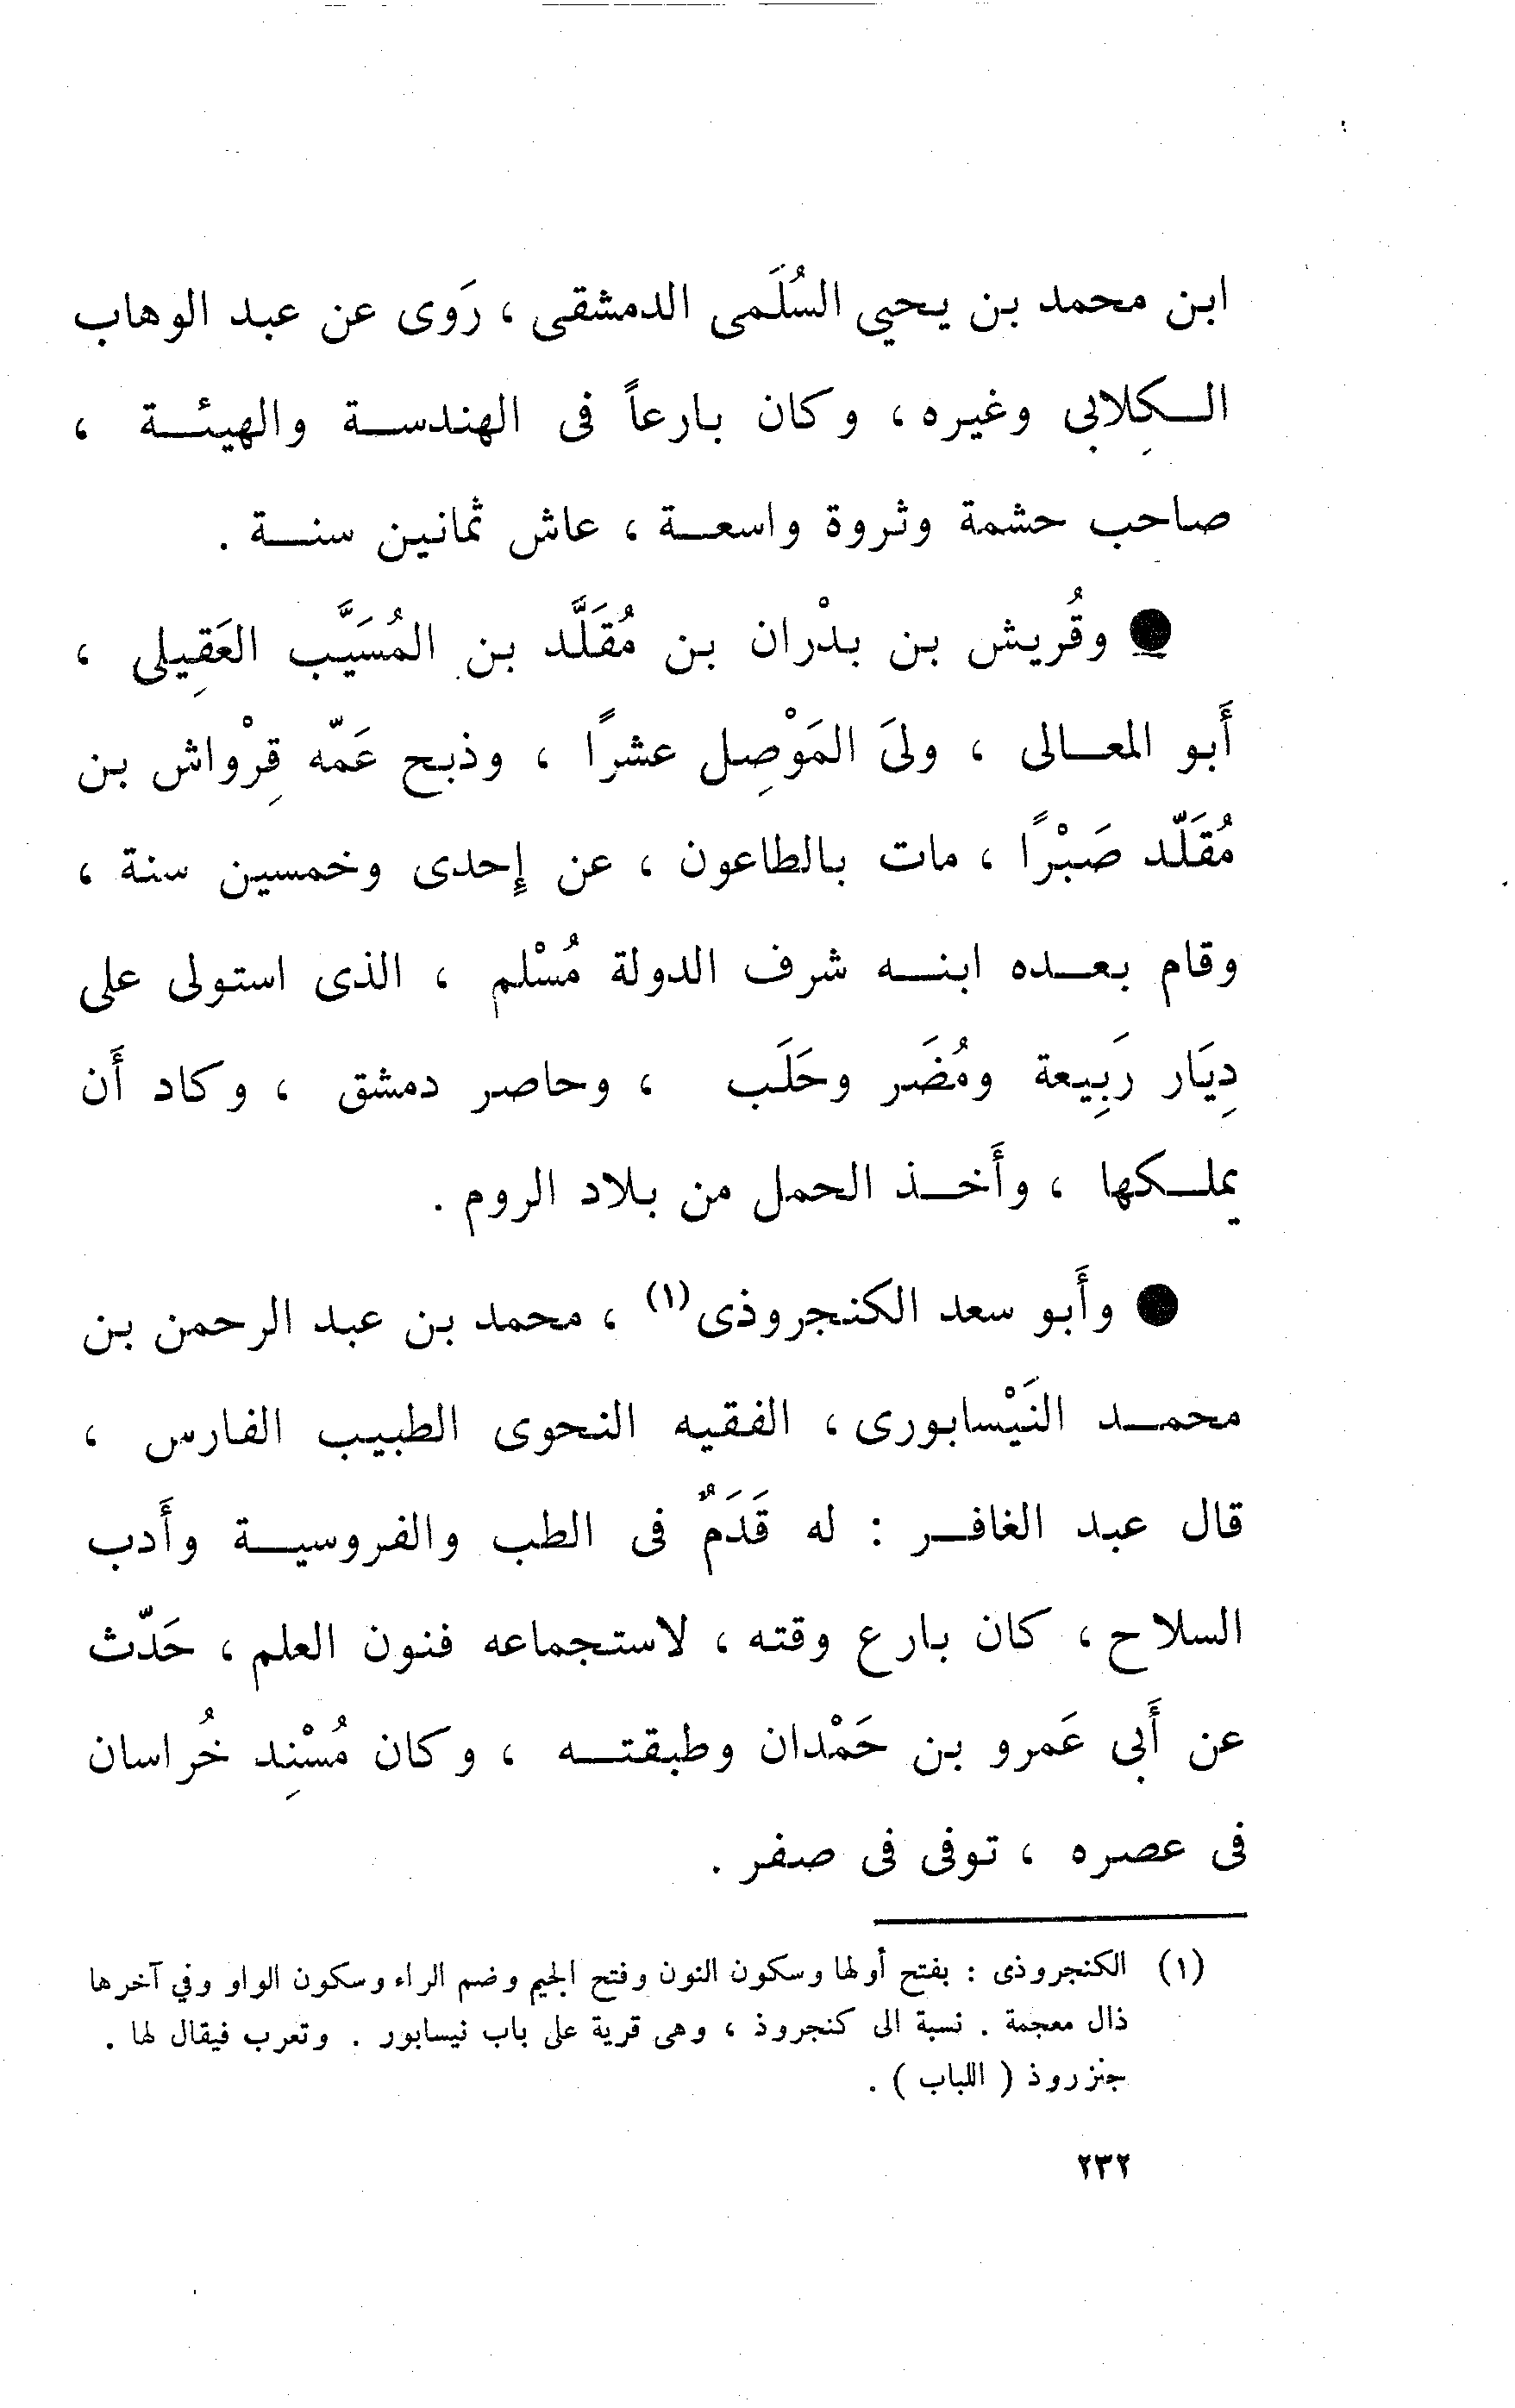 ابن محمد بن يحيي السُلَمى الدمشقى ، رَوى عن عبد الوهاب
الكِلابى وغيره ، وكان بارعاً فى الهندسة والهيئة ،
صاحب حشمة وثروة واسعة ، عاش ثمانين سنة .
● وقُريش بن بدْران بن مُقَلَّد بن المُسَيَّب العَقِيلى ،
أَبو المعالى ، ولىَ المَوْصِل عشرًا ، وذبح عَمّه قِرْواش بن
مُقَلّد صَبْرًا ، مات بالطاعون ، عن إِحدى وخمسين سنة ،
وقام بعده ابنه شرف الدولة مُسْلم ، الذى استولى على
دِيَار رَبِيعة ومُضَر وحَلَب ، وحاصر دمشق ، وكاد أَن
يملكها ، وأَخذ الحمل من بلاد الروم .
● وأَبو سعد الكنجروذى (١) ، محمد بن عبد الرحمن بن
محمد النَيْسابورى ، الفقيه النحوى الطبيب الفارس ،
قال عبد الغافر : له قَدَمٌ فى الطب والفروسية وأَدب
السلاح ، كان بارع وقته ، لاستجماعه فنون العلم ، حَدّث
عن أَبى عَمرو بن حَمْدان وطبقته ، وكان مُسْنِد خُراسان
فى عصره ، توفى فى صفر .
(١) الكنجروذى : بفتح أولها وسكون النون وفتح الجيم وضم الراء وسكون الواو وفي آخرها
ذال معجمة . نسبة الى كنجروذ ، وهى قرية على باب نيسابور . وتعرب فيقال لها .
جنزروذ ( اللباب ) .
٢٣٢